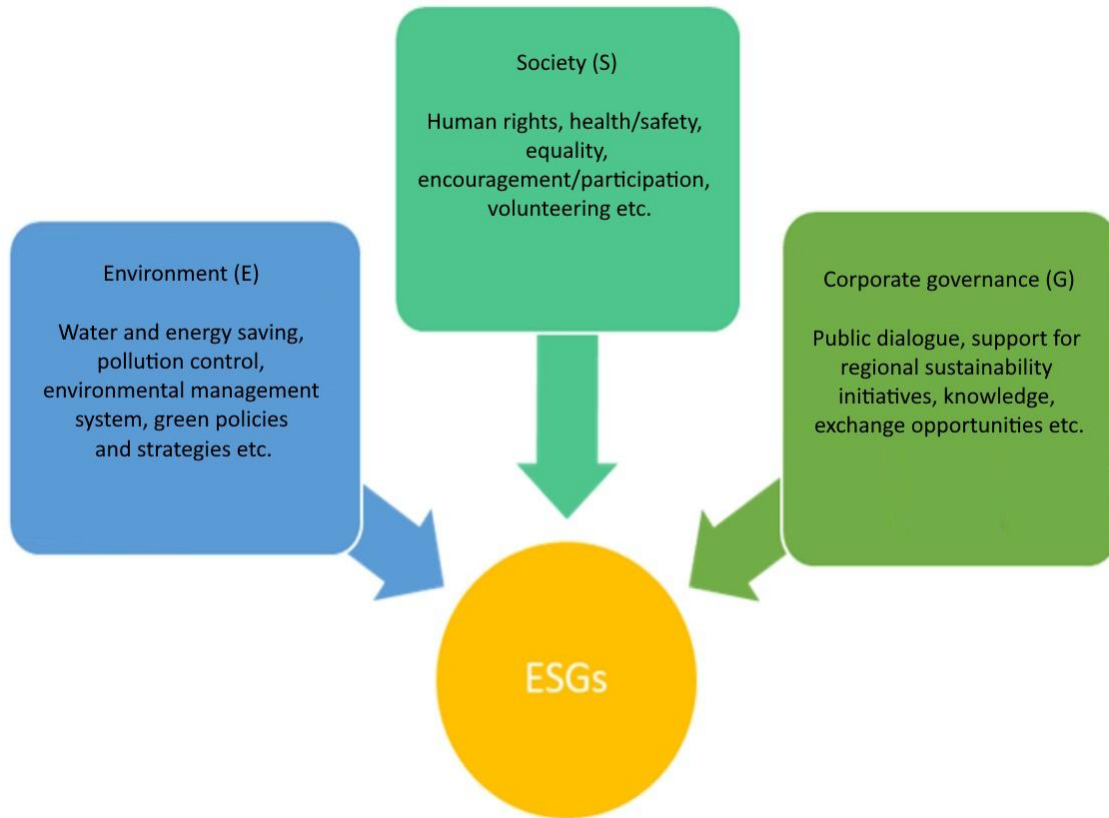 Society (S)
Human rights, health/safety,
equality,
encouragement/participation,
volunteering etc.
Environment (E)
Water and energy saving,
pollution control,
environmental management
system, green policies
and strategies etc.
Corporate governance (G)
Public dialogue, support for
regional sustainability
initiatives, knowledge,
exchange opportunities etc.
ESGs